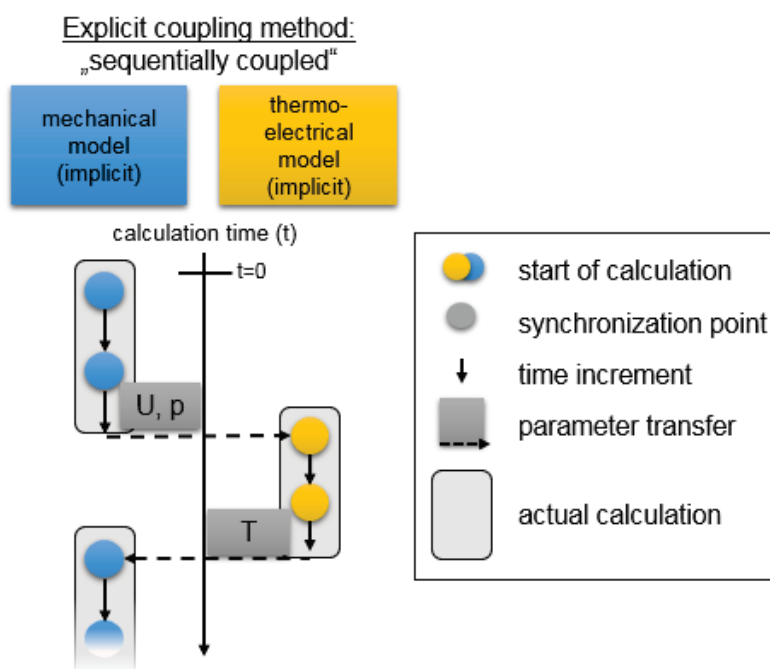 Explicit coupling method:
„sequentially coupled“
mechanical
model
(implicit)
thermo-
electrical
model
(implicit)
calculation time (t)
t=0
U, p
T
start of calculation
synchronization point
time increment
parameter transfer
actual calculation